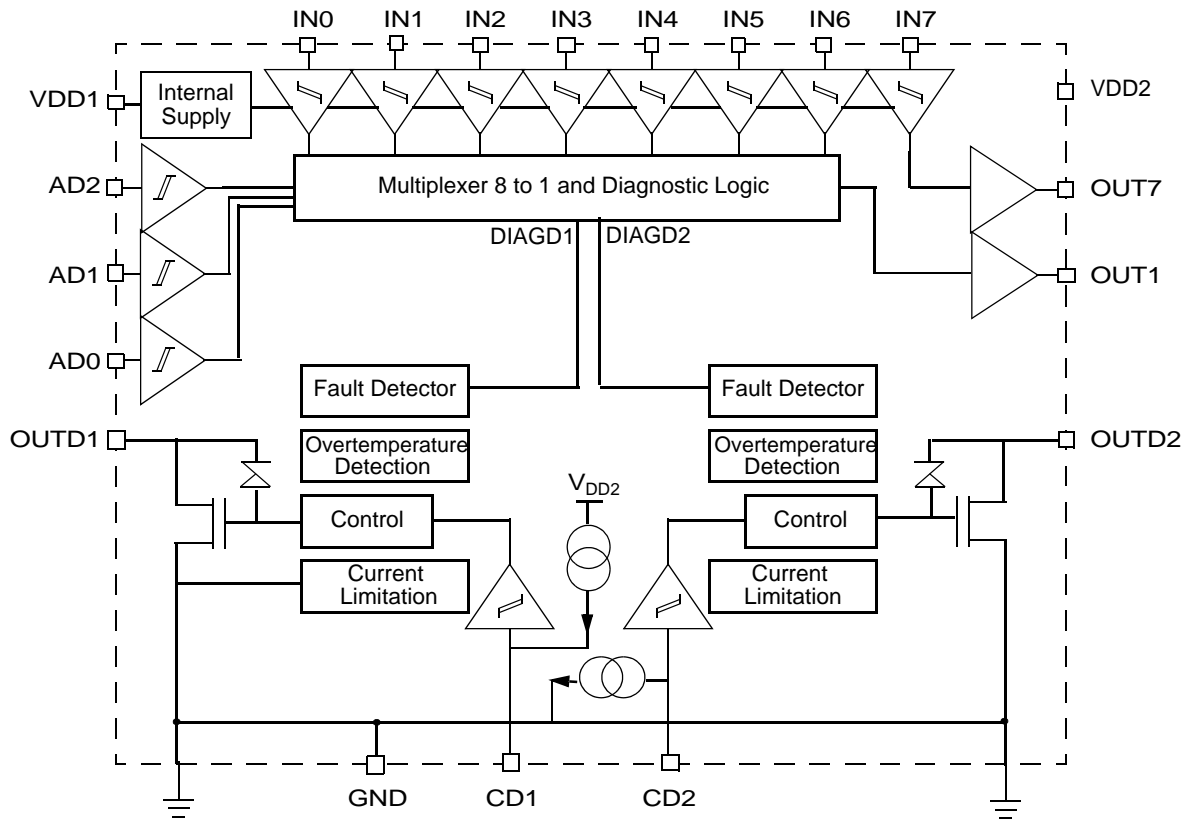 IN0 IN1 IN2 IN3 IN4 IN5 IN6 IN7
VDD1
Internal
Supply
VDD2
AD2
Multiplexer 8 to 1 and Diagnostic Logic
OUT7
DIAGD1 DIAGD2
AD1
OUT1
AD0
Fault Detector
Fault Detector
OUTD1
Overtemperature
Detection
Overtemperature
Detection
OUTD2
VDD2
Control
Control
Current
Limitation
Current
Limitation
GND
CD1
CD2